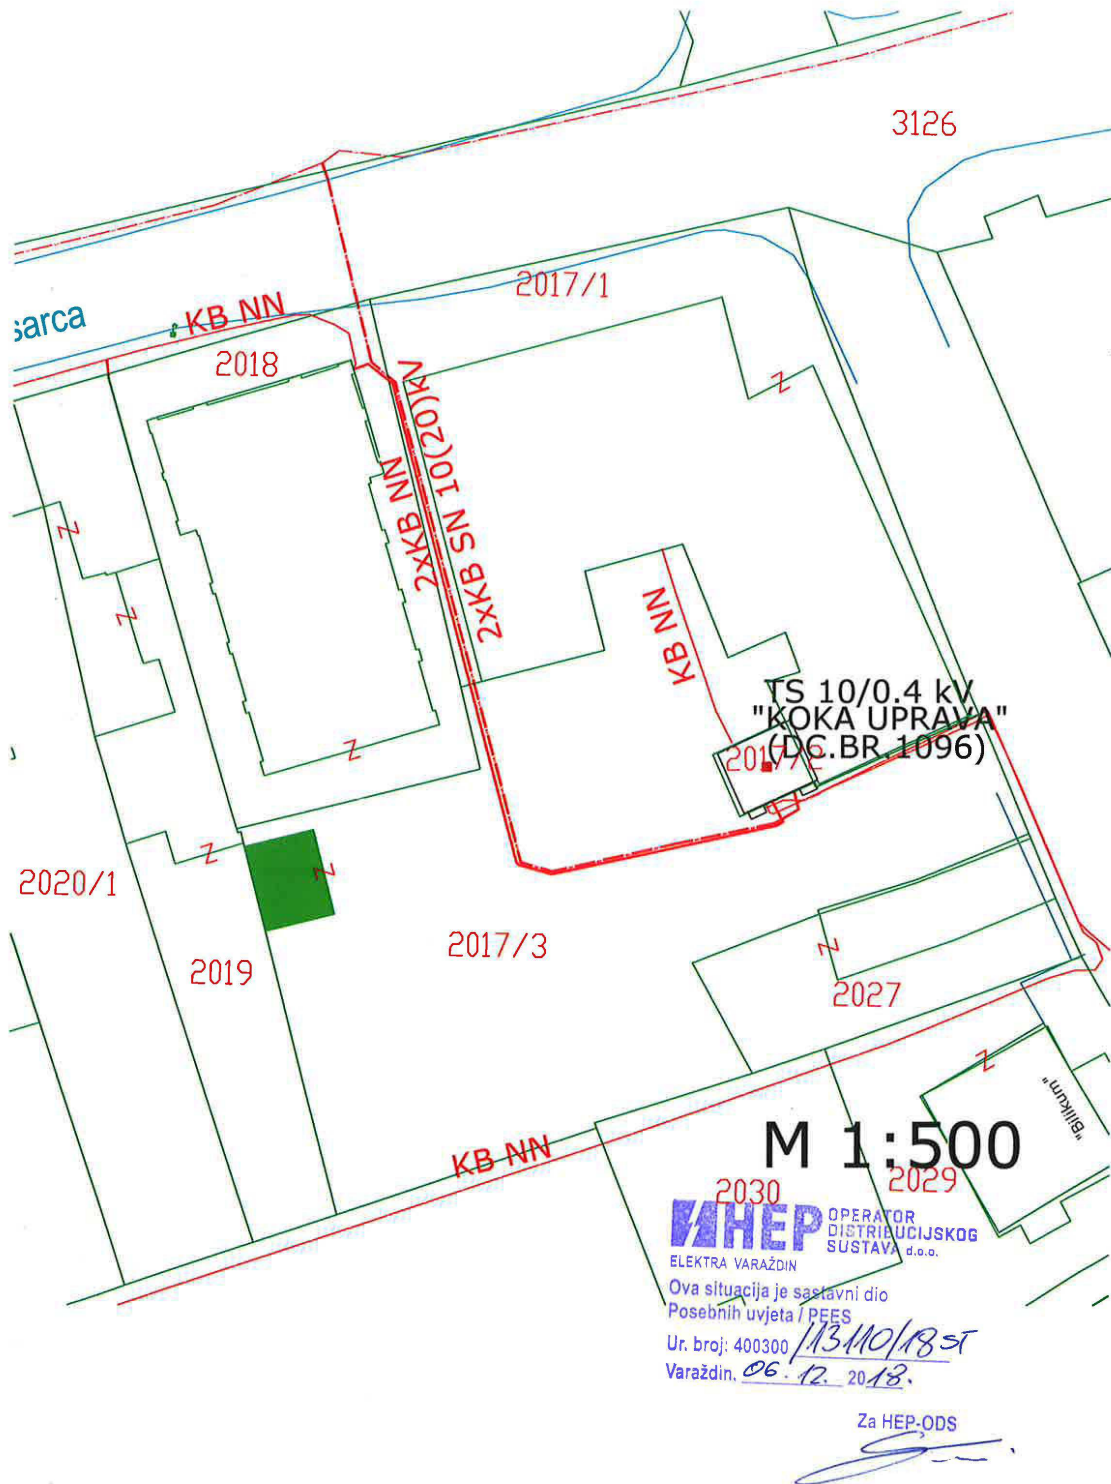 3126
2017/1
sarca
KB NN
2018
2xKB NN
2xKB SN 10(20)kV
Z
Z
Z
KB NN
TS 10/0.4 kV
"KOKA UPRAVA"
(DC.BR.1096)
2017/2
Z
Z
Z
2020/1
2017/3
2019
Z
2027
Z
"Bilikum"
M 1:500
KB NN
2030
2029
HEP OPERATOR
DISTRIBUCIJSKOG
SUSTAVA d.o.o.
ELEKTRA VARAŽDIN
Ova situacija je sastavni dio
Posebnih uvjeta / PEES
Ur. broj: 400300 /13110/18 ST
Varaždin, 06. 12. 2018.
Za HEP-ODS